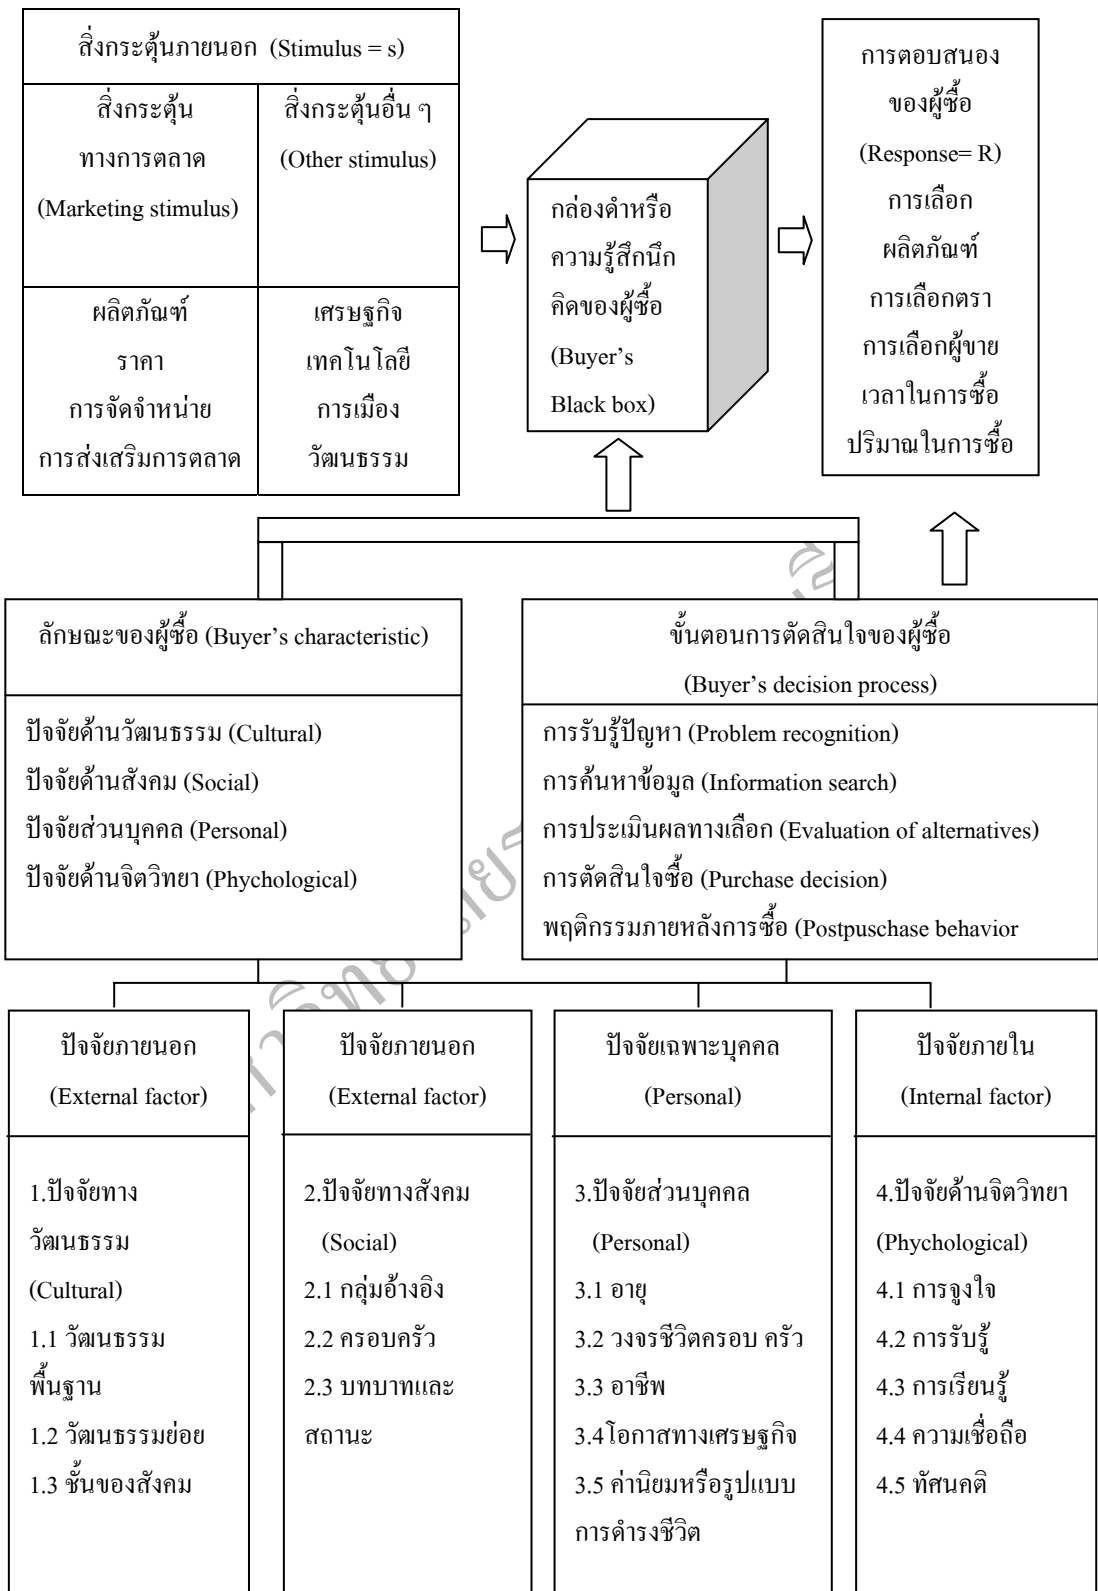 สิ่งกระตุ้นภายนอก (Stimulus = s)
สิ่งกระตุ้น
ทางการตลาด
(Marketing stimulus)
สิ่งกระตุ้นอื่น ๆ
(Other stimulus)
ผลิตภัณฑ์
ราคา
การจัดจำหน่าย
การส่งเสริมการตลาด
เศรษฐกิจ
เทคโนโลยี
การเมือง
วัฒนธรรม
กล่องดำหรือ
ความรู้สึกนึก
คิดของผู้ซื้อ
(Buyer’s
Black box)
การตอบสนอง
ของผู้ซื้อ
(Response= R)
การเลือก
ผลิตภัณฑ์
การเลือกตรา
การเลือกผู้ขาย
เวลาในการซื้อ
ปริมาณในการซื้อ
ลักษณะของผู้ซื้อ (Buyer’s characteristic)
ปัจจัยด้านวัฒนธรรม (Cultural)
ปัจจัยด้านสังคม (Social)
ปัจจัยส่วนบุคคล (Personal)
ปัจจัยด้านจิตวิทยา (Phychological)
ขั้นตอนการตัดสินใจของผู้ซื้อ
(Buyer’s decision process)
การรับรู้ปัญหา (Problem recognition)
การค้นหาข้อมูล (Information search)
การประเมินผลทางเลือก (Evaluation of alternatives)
การตัดสินใจซื้อ (Purchase decision)
พฤติกรรมภายหลังการซื้อ (Postpuschase behavior
ปัจจัยภายนอก
(External factor)
1.ปัจจัยทาง
วัฒนธรรม
(Cultural)
1.1 วัฒนธรรม
พื้นฐาน
1.2 วัฒนธรรมย่อย
1.3 ชั้นของสังคม
ปัจจัยภายนอก
(External factor)
2.ปัจจัยทางสังคม
(Social)
2.1 กลุ่มอ้างอิง
2.2 ครอบครัว
2.3 บทบาทและ
สถานะ
ปัจจัยเฉพาะบุคคล
(Personal)
3.ปัจจัยส่วนบุคคล
(Personal)
3.1 อายุ
3.2 วงจรชีวิตครอบ ครัว
3.3 อาชีพ
3.4โอกาสทางเศรษฐกิจ
3.5 ค่านิยมหรือรูปแบบ
การดำรงชีวิต
ปัจจัยภายใน
(Internal factor)
4.ปัจจัยด้านจิตวิทยา
(Phychological)
4.1 การจูงใจ
4.2 การรับรู้
4.3 การเรียนรู้
4.4 ความเชื่อถือ
4.5 ทัศนคติ